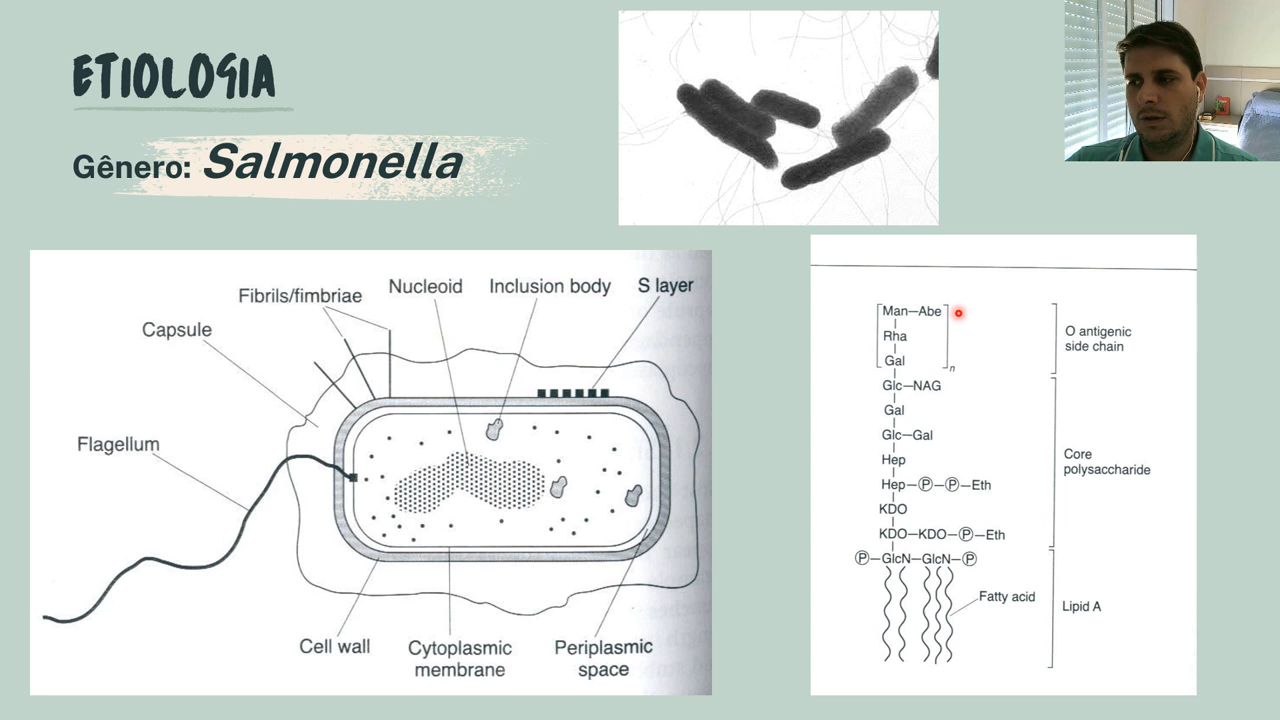 ETIOLOGIA
Gênero: Salmonella
Fibrils/fimbriae
Nucleoid
Inclusion body
S layer
Capsule
Flagellum
Cell wall
Cytoplasmic
membrane
Periplasmic
space
Man—Abe
Rha
Gal
n
Glc—NAG
Gal
Glc—Gal
Hep
Hep—P—P—Eth
KDO
KDO—KDO—P—Eth
P—GlcN—GlcN—P
Fatty acid
O antigenic
side chain
Core
polysaccharide
Lipid A